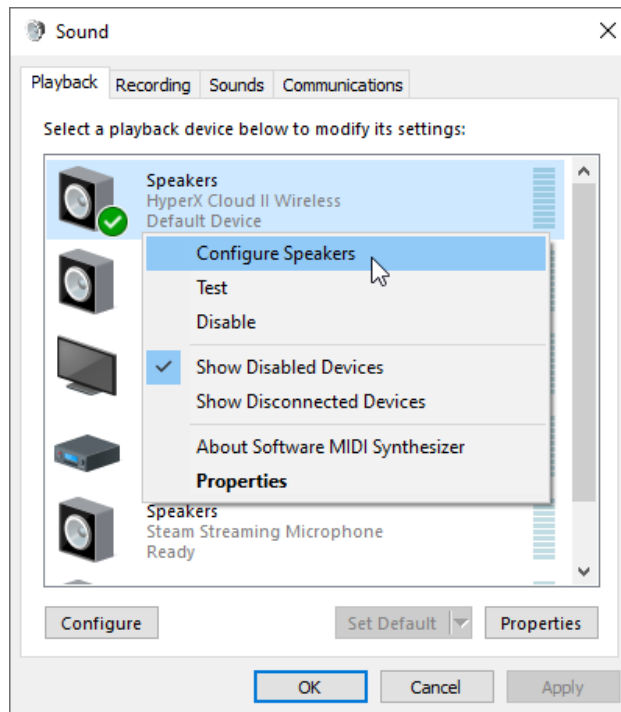 Sound
Playback Recording Sounds Communications
Select a playback device below to modify its settings:
Speakers
HyperX Cloud II Wireless
Default Device
Configure Speakers
Test
Disable
Show Disabled Devices
Show Disconnected Devices
About Software MIDI Synthesizer
Properties
Speakers
Steam Streaming Microphone
Ready
Configure Set Default Properties
OK Cancel Apply